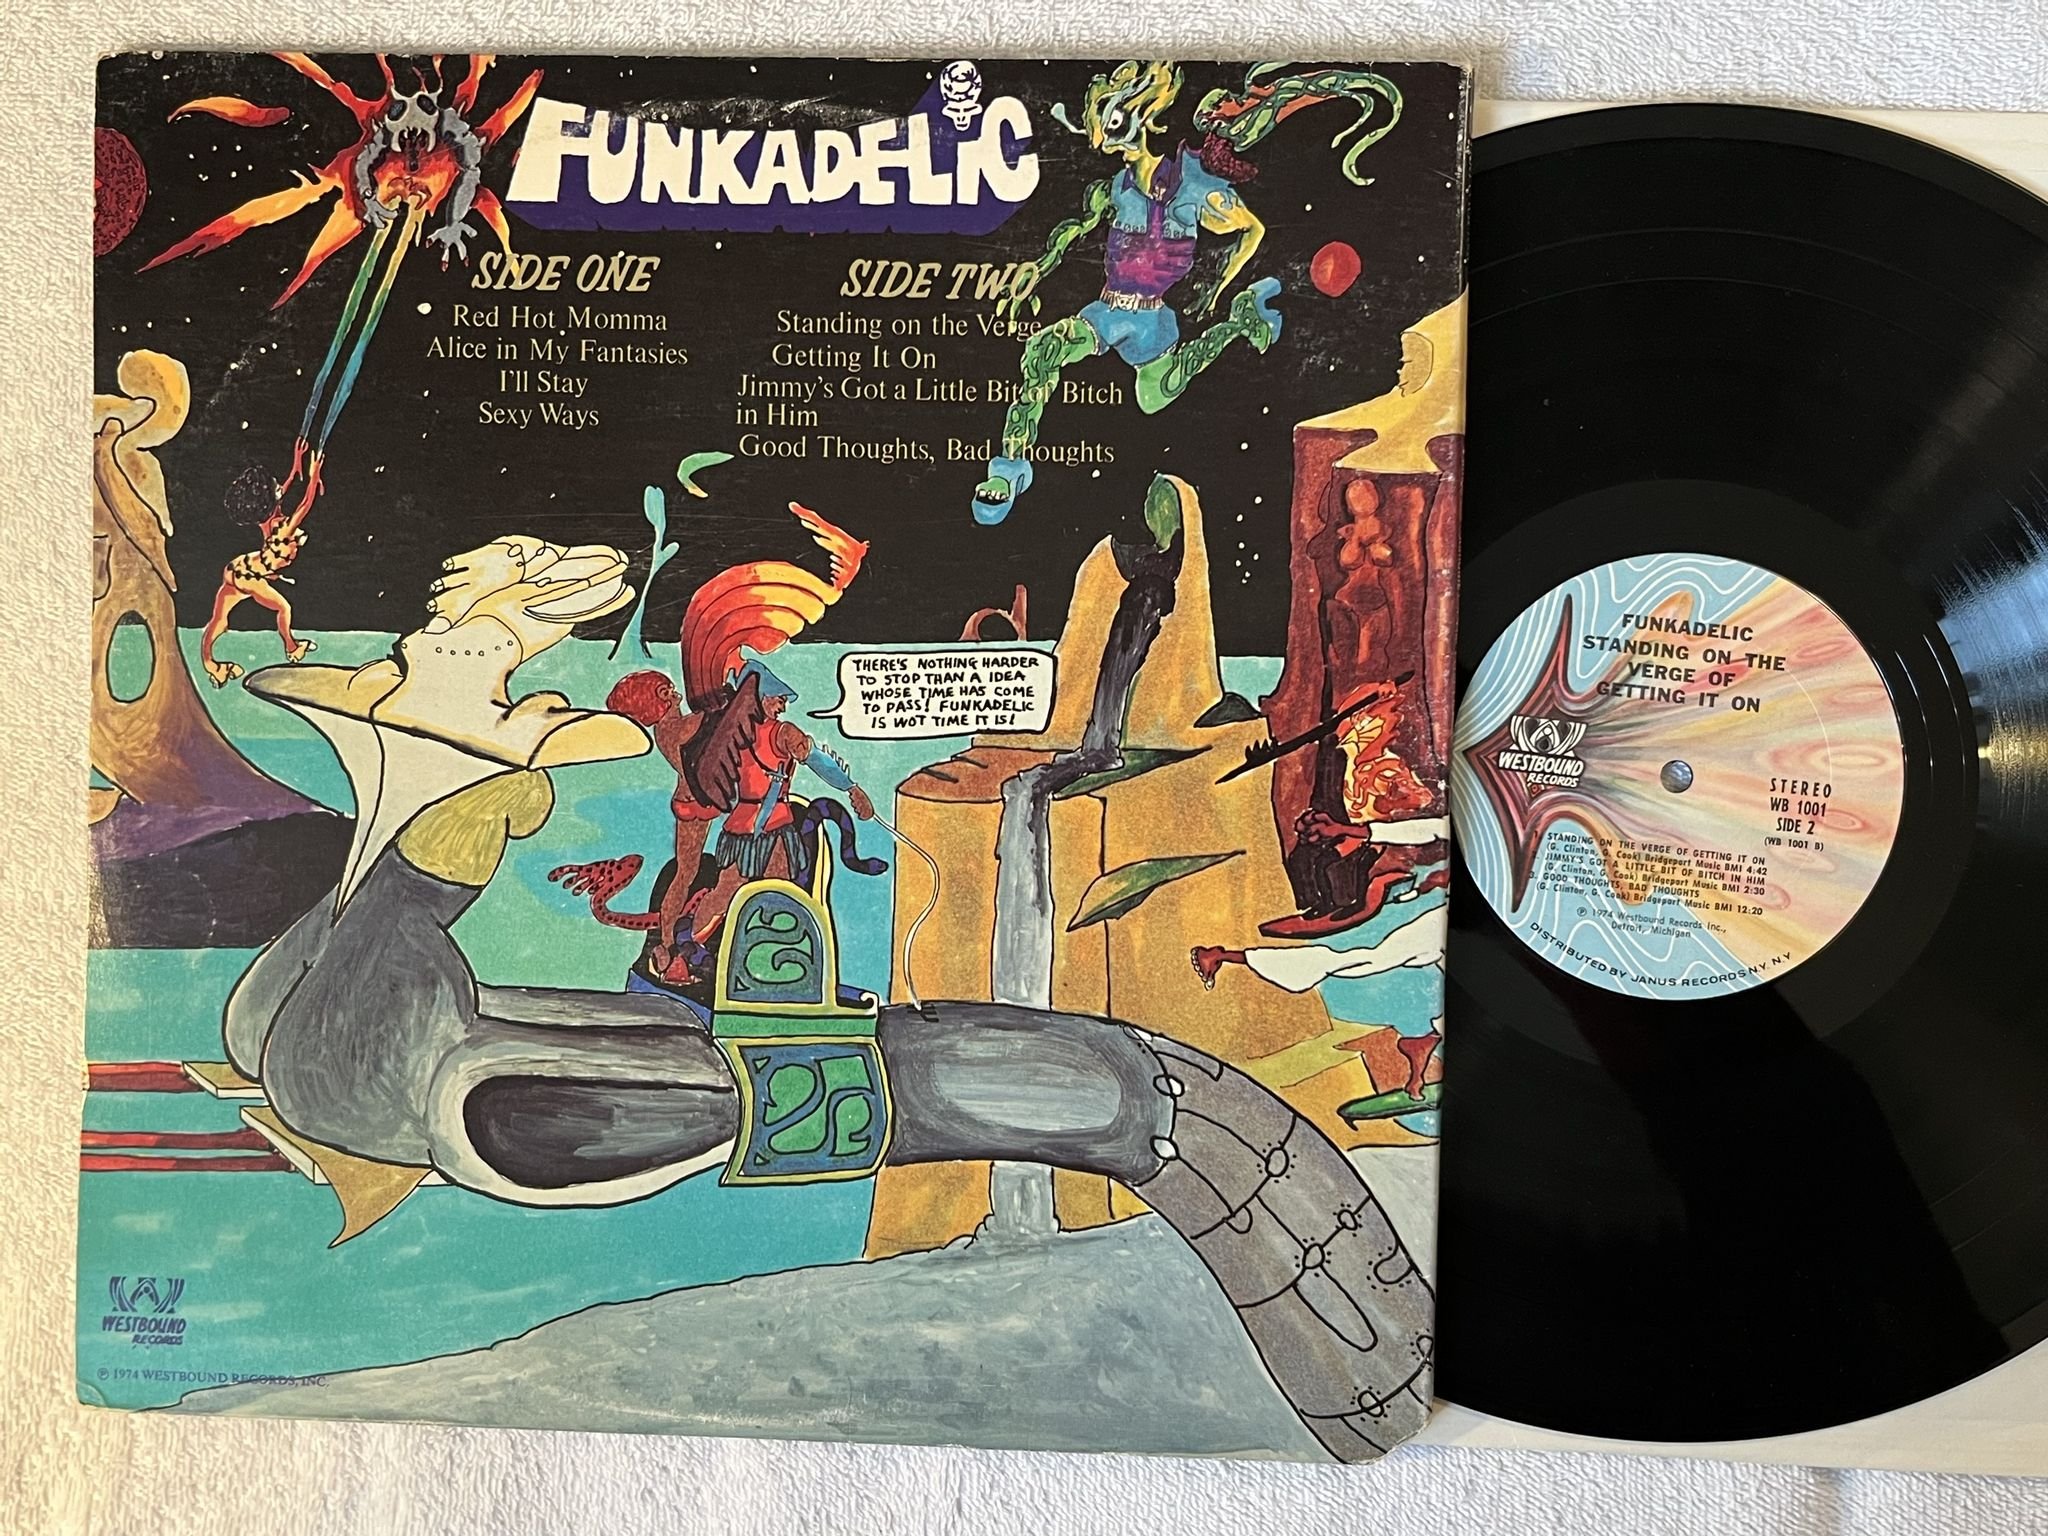 FUNKADELIC
SIDE ONE
Red Hot Momma
Alice in My Fantasies
I'll Stay
Sexy Ways
SIDE TWO
Standing on the Verge of
Getting It On
Jimmy's Got a Little Bit of Bitch
in Him
Good Thoughts, Bad Thoughts
THERE'S NOTHING HARDER
TO STOP THAN A IDEA
WHOSE TIME HAS COME
TO PASS! FUNKADELIC
IS WOT TIME IT IS!
WESTBOUND
RECORDS
℗ 1974 WESTBOUND RECORDS, INC.
FUNKADELIC
STANDING ON THE
VERGE OF
GETTING IT ON
WESTBOUND
RECORDS
STEREO
WB 1001
SIDE 2
(WB 1001 B)
1. STANDING ON THE VERGE OF GETTING IT ON
(G. Clinton, G. Cook) Bridgeport Music BMI 4:42
2. JIMMY'S GOT A LITTLE BIT OF BITCH IN HIM
(G. Clinton, G. Cook) Bridgeport Music BMI 2:30
3. GOOD THOUGHTS, BAD THOUGHTS
(G. Clinton, G. Cook) Bridgeport Music BMI 12:20
℗ 1974 Westbound Records Inc.,
Detroit, Michigan
DISTRIBUTED BY JANUS RECORDS N.Y. N.Y